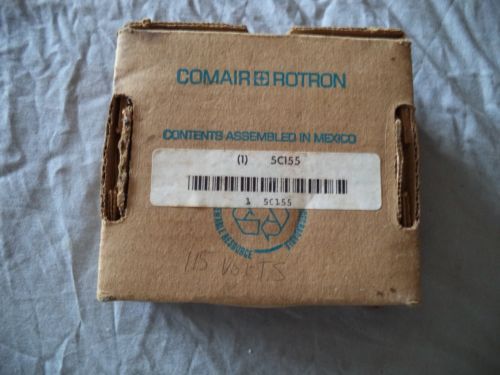 COMAIR ROTRON
CONTENTS ASSEMBLED IN MEXICO
(1) 5C155
1 5C155
115 VOLTS